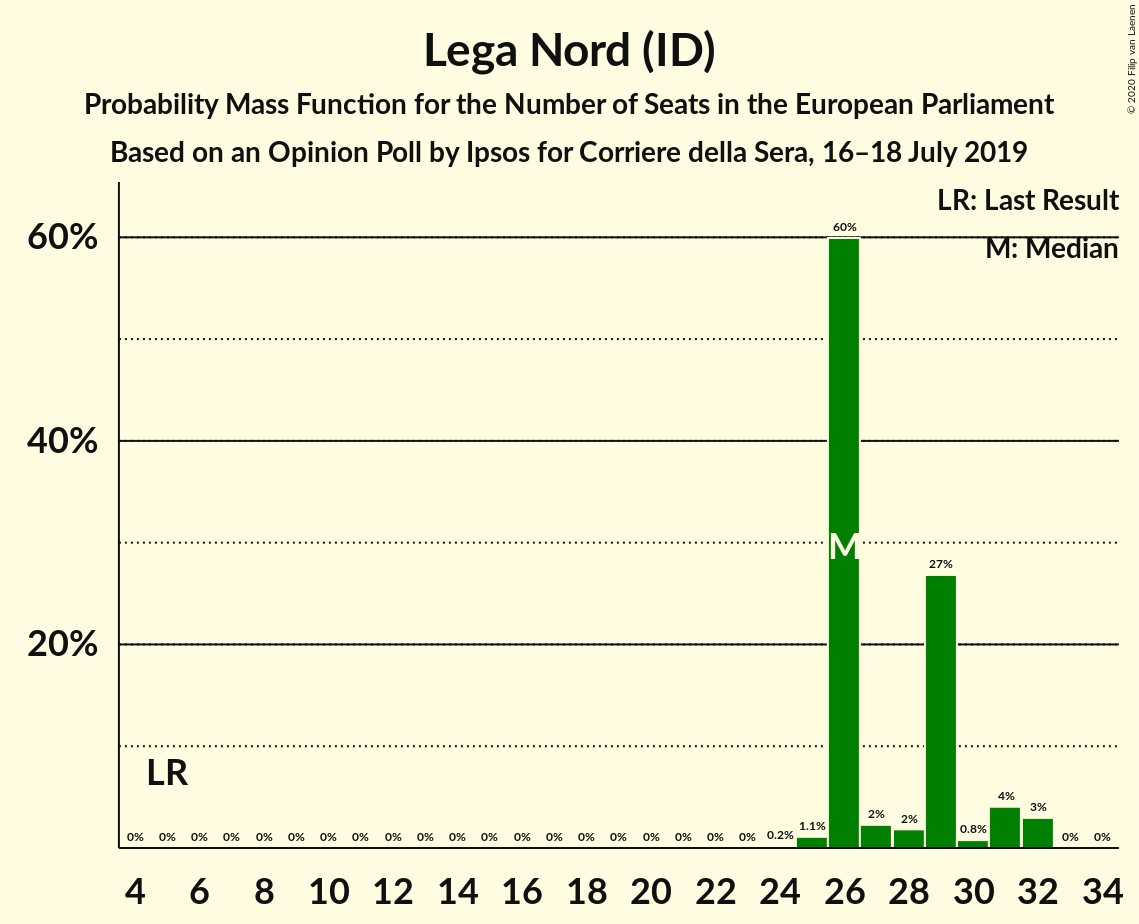 Lega Nord (ID)
Probability Mass Function for the Number of Seats in the European Parliament
Based on an Opinion Poll by Ipsos for Corriere della Sera, 16–18 July 2019
© 2020 Filip van Laenen
LR: Last Result
M: Median
60%
40%
20%
60%
M
27%
LR
0% 0% 0% 0% 0% 0% 0% 0% 0% 0% 0% 0% 0% 0% 0% 0% 0% 0% 0% 0% 0.2% 1.1% 2% 2% 0.8% 4% 3% 0% 0%
4 6 8 10 12 14 16 18 20 22 24 26 28 30 32 34